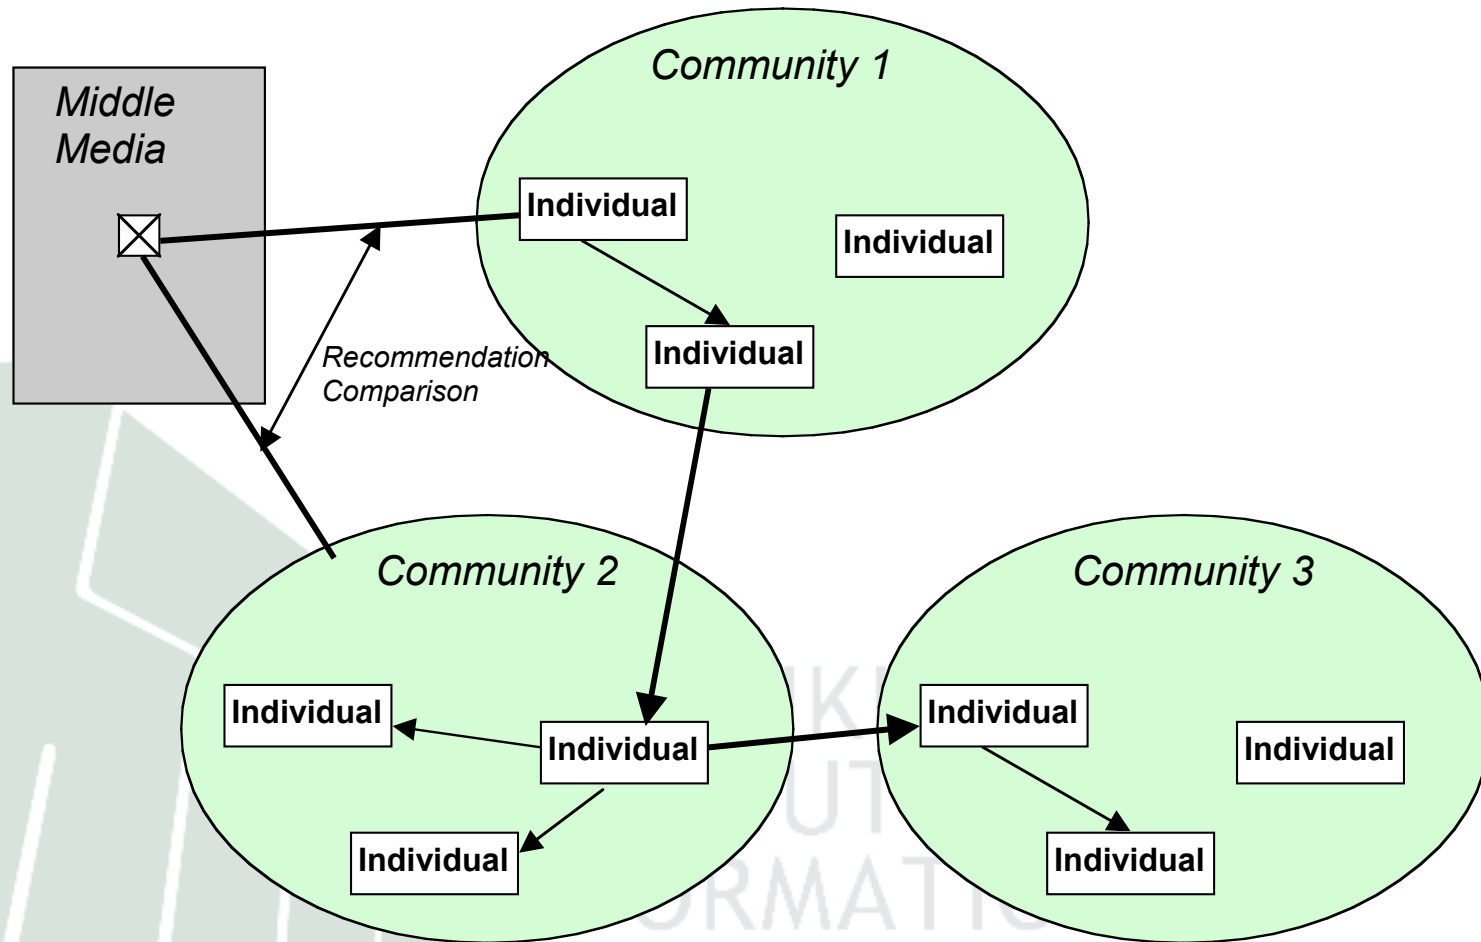 Middle
Media
Community 1
Individual
Individual
Individual
Recommendation
Comparison
Community 2
Individual
Individual
Individual
Community 3
Individual
Individual
Individual